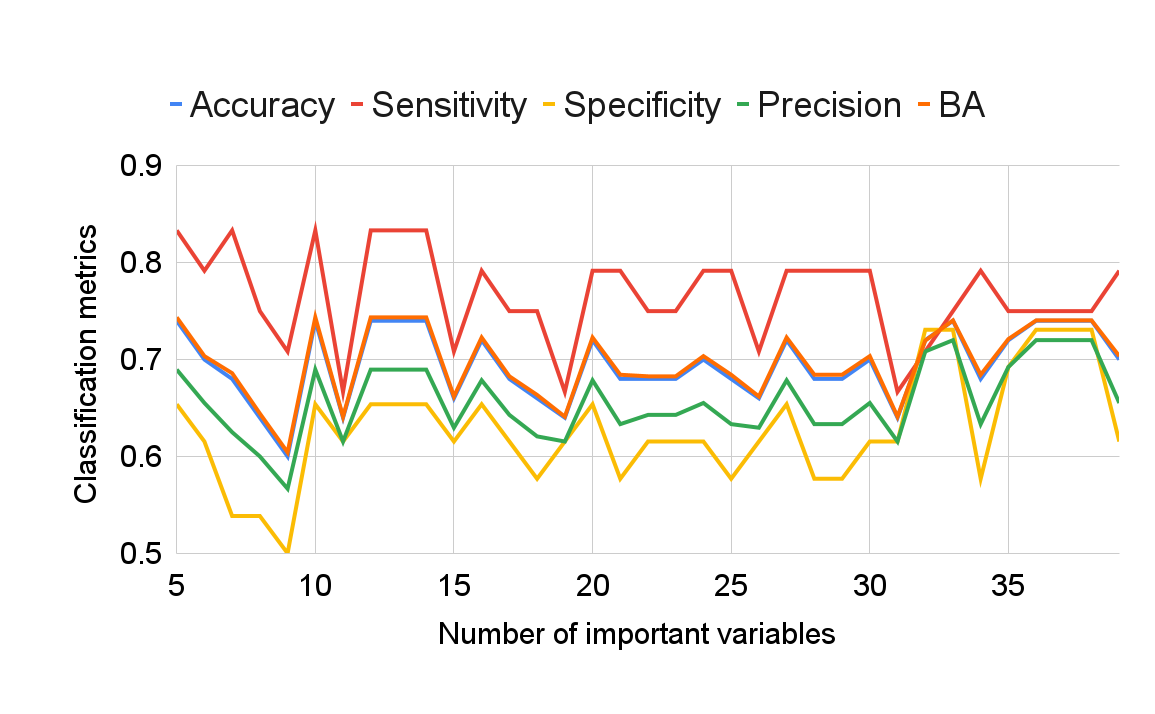 Accuracy Sensitivity Specificity Precision BA
0.9
0.8
0.7
0.6
0.5
Classification metrics
5 10 15 20 25 30 35
Number of important variables